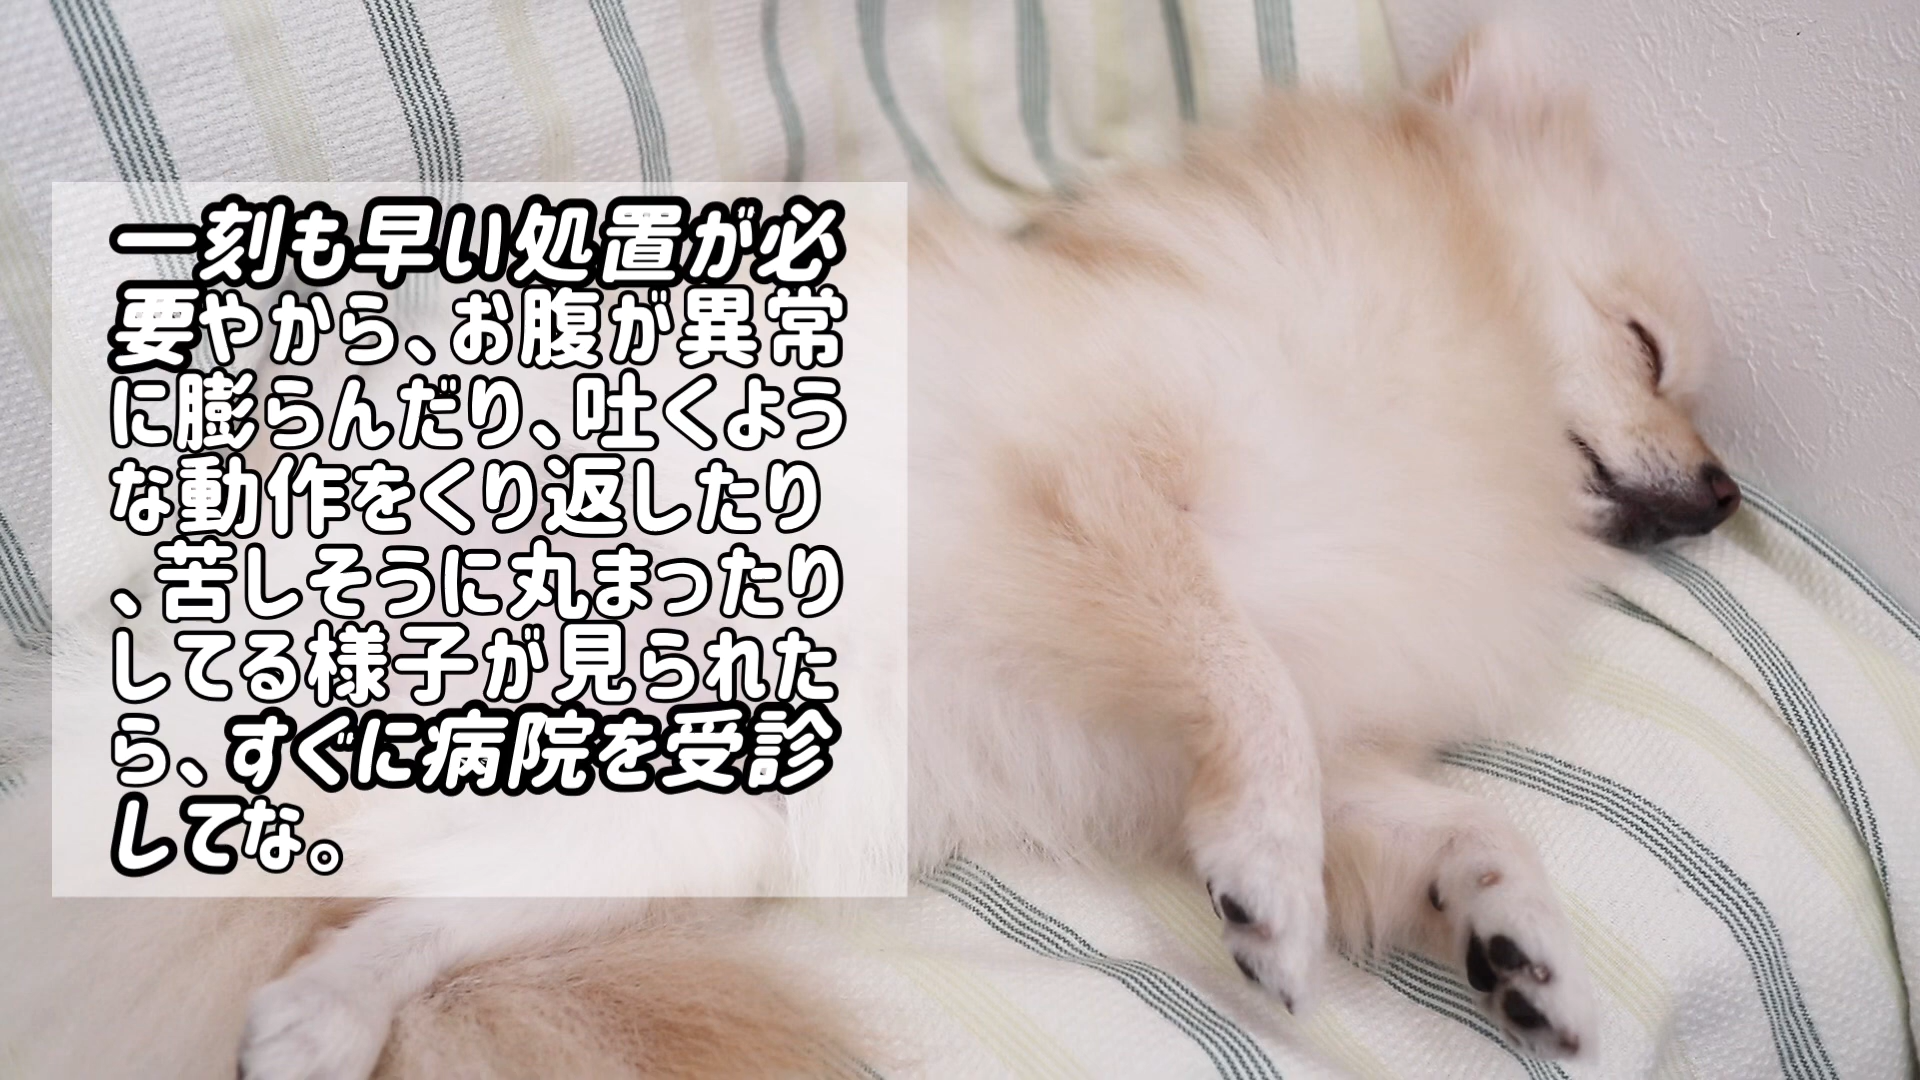 一刻も早い処置が必
要やから、お腹が異常
に膨らんだり、吐くよう
な動作をくり返したり
、苦しそうに丸まったり
してる様子が見られた
ら、すぐに病院を受診
してな。